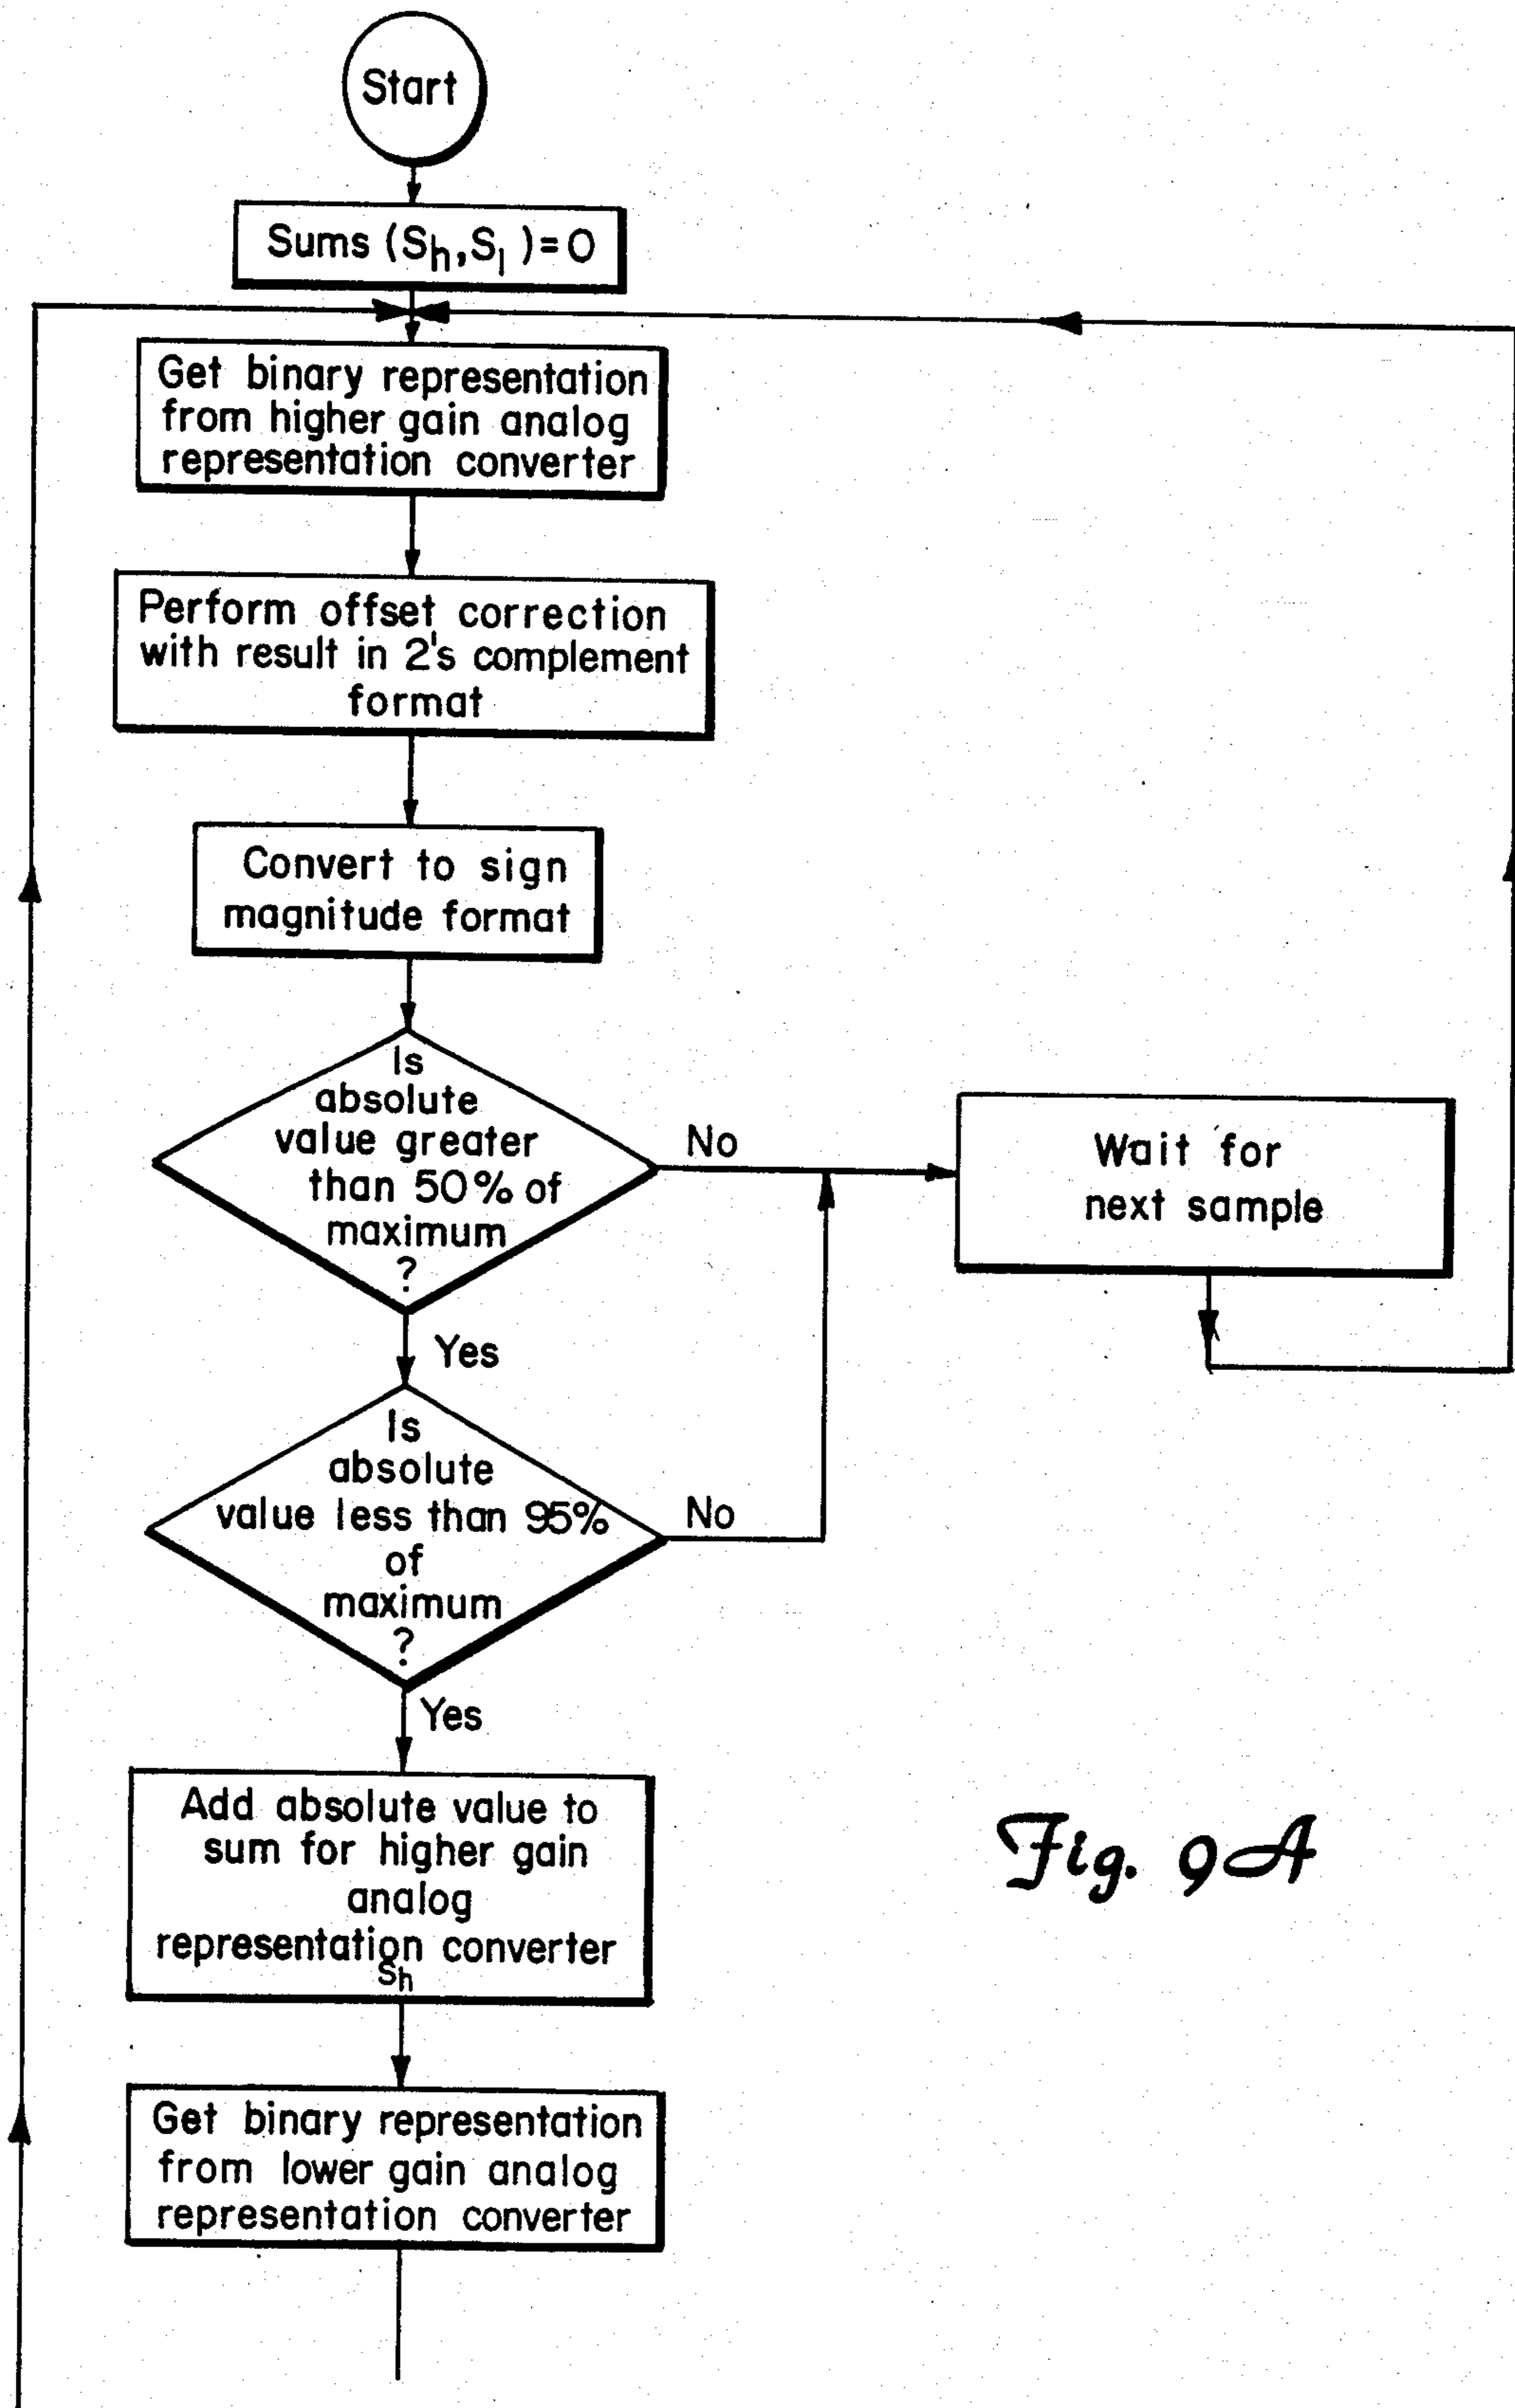 Start
Sums (Sh, Sl) = 0
Get binary representation
from higher gain analog
representation converter
Perform offset correction
with result in 2's complement
format
Convert to sign
magnitude format
Is
absolute
value greater
than 50% of
maximum
?
No
Wait for
next sample
Yes
Is
absolute
value less than 95%
of
maximum
?
No
Yes
Add absolute value to
sum for higher gain
analog
representation converter
Sh
Get binary representation
from lower gain analog
representation converter
Fig. 9A